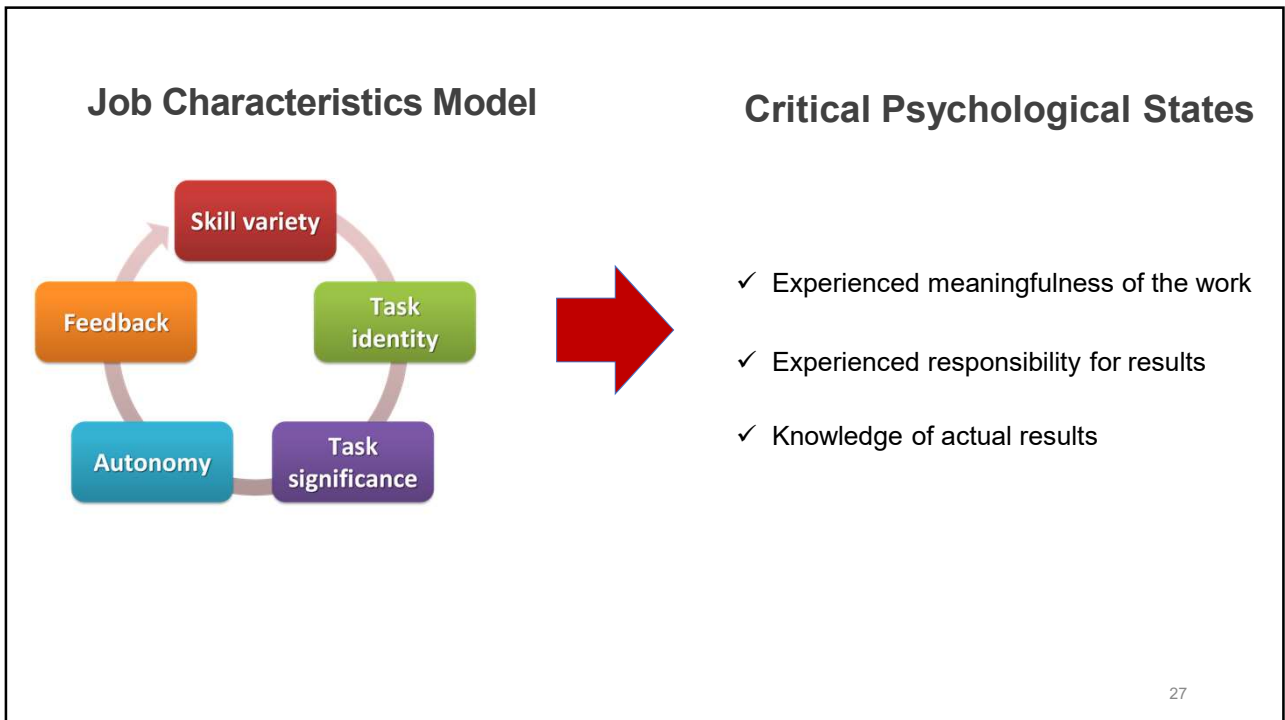 Job Characteristics Model
Critical Psychological States
Skill variety
Task
identity
Task
significance
Autonomy
Feedback
✓ Experienced meaningfulness of the work
✓ Experienced responsibility for results
✓ Knowledge of actual results
27